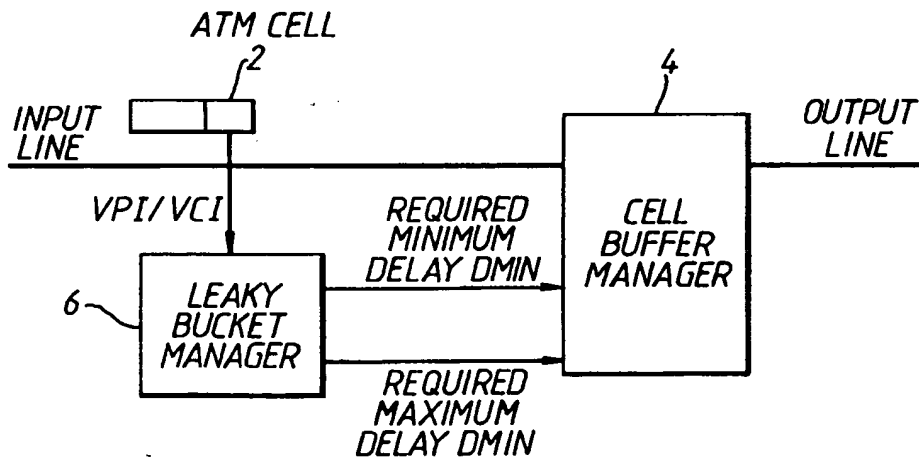 ATM CELL
2
4
INPUT
LINE
OUTPUT
LINE
VPI/VCI
REQUIRED
MINIMUM
DELAY DMIN
CELL
BUFFER
MANAGER
6
LEAKY
BUCKET
MANAGER
REQUIRED
MAXIMUM
DELAY DMIN